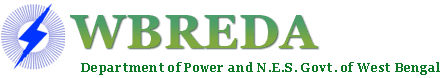 WBREDA
Department of Power and N.E.S. Govt. of West Bengal